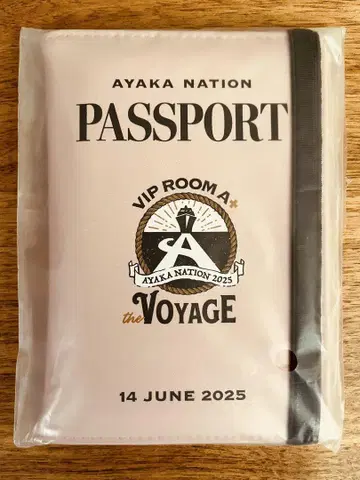 AYAKA NATION
PASSPORT
VIP ROOM A+
A
AYAKA NATION 2025
the VOYAGE
14 JUNE 2025